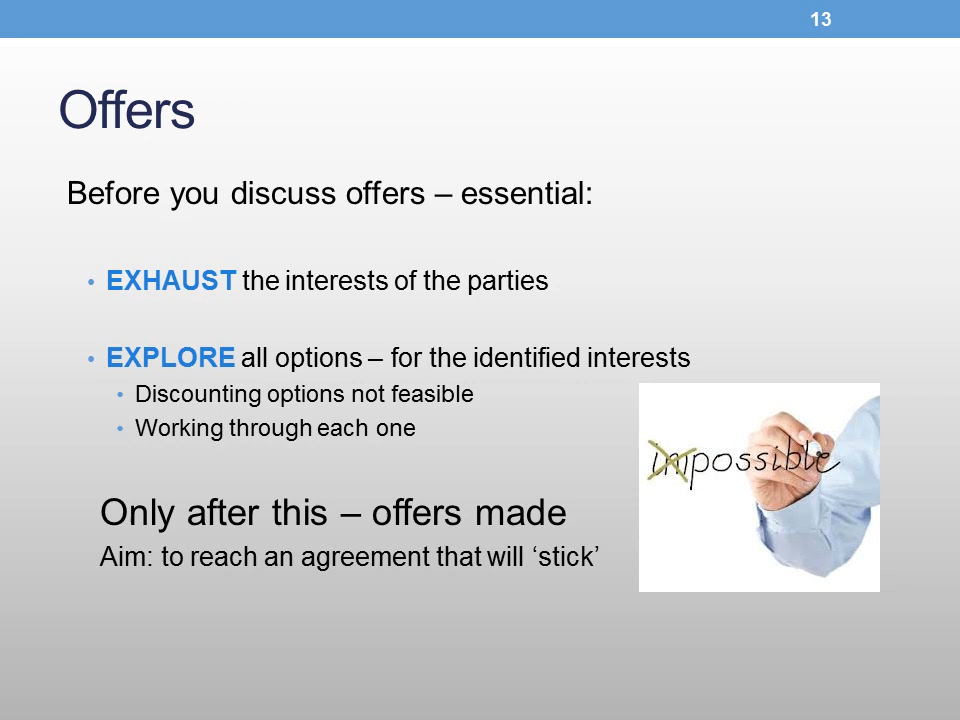 13
Offers
Before you discuss offers – essential:
• EXHAUST the interests of the parties
• EXPLORE all options – for the identified interests
• Discounting options not feasible
• Working through each one
impossible
Only after this – offers made
Aim: to reach an agreement that will ‘stick’